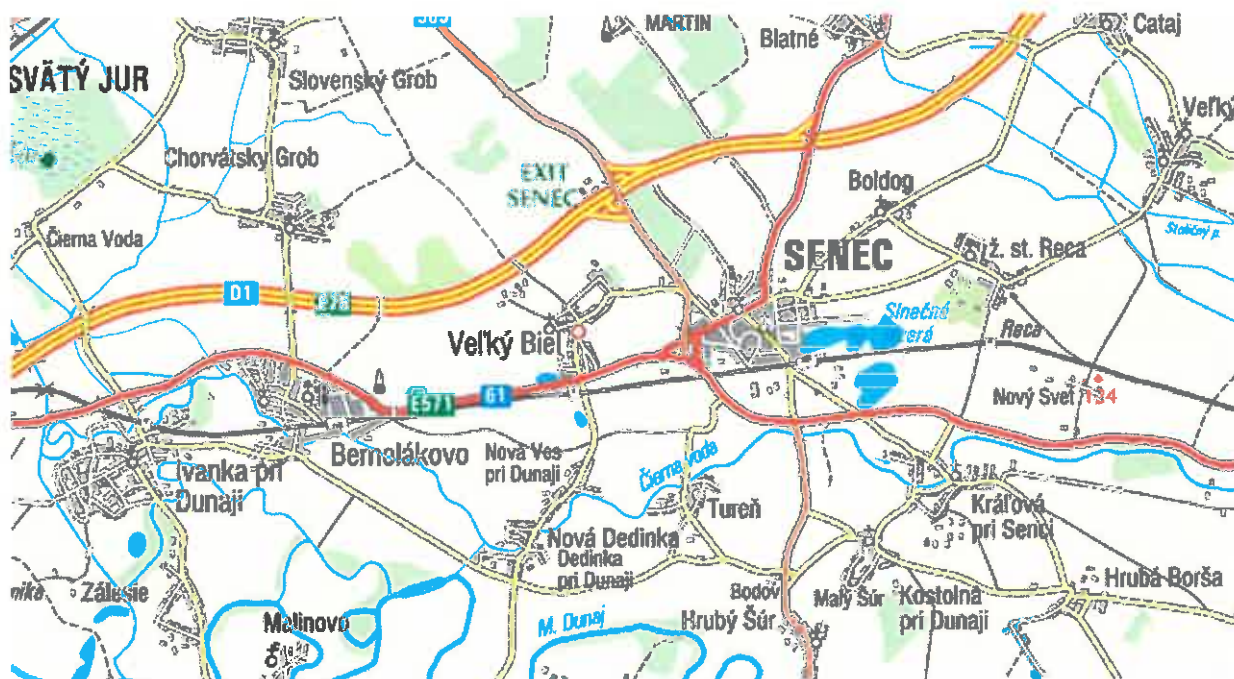 503
MARTIN
Blatné
Čataj
SVÄTÝ JUR
Slovenský Grob
Veľký
Chorvátsky Grob
EXIT
SENEC
Boldog
Čierna Voda
Stoličný p.
SENEC
ž. st. Reca
D1
E75
Slnečné
Reca
Veľký Biel
E571
61
Nový Svet
134
Bernolákovo
Nová Ves
pri Dunaji
Čierna voda
Ivanka pri
Dunaji
Tureň
Kráľová
pri Senci
Nová Dedinka
Dedinka
pri Dunaji
Zálesie
Bodov
Malý Šúr
Kostolná
pri Dunaji
Hrubá Borša
Malinovo
M. Dunaj
Hrubý Šúr